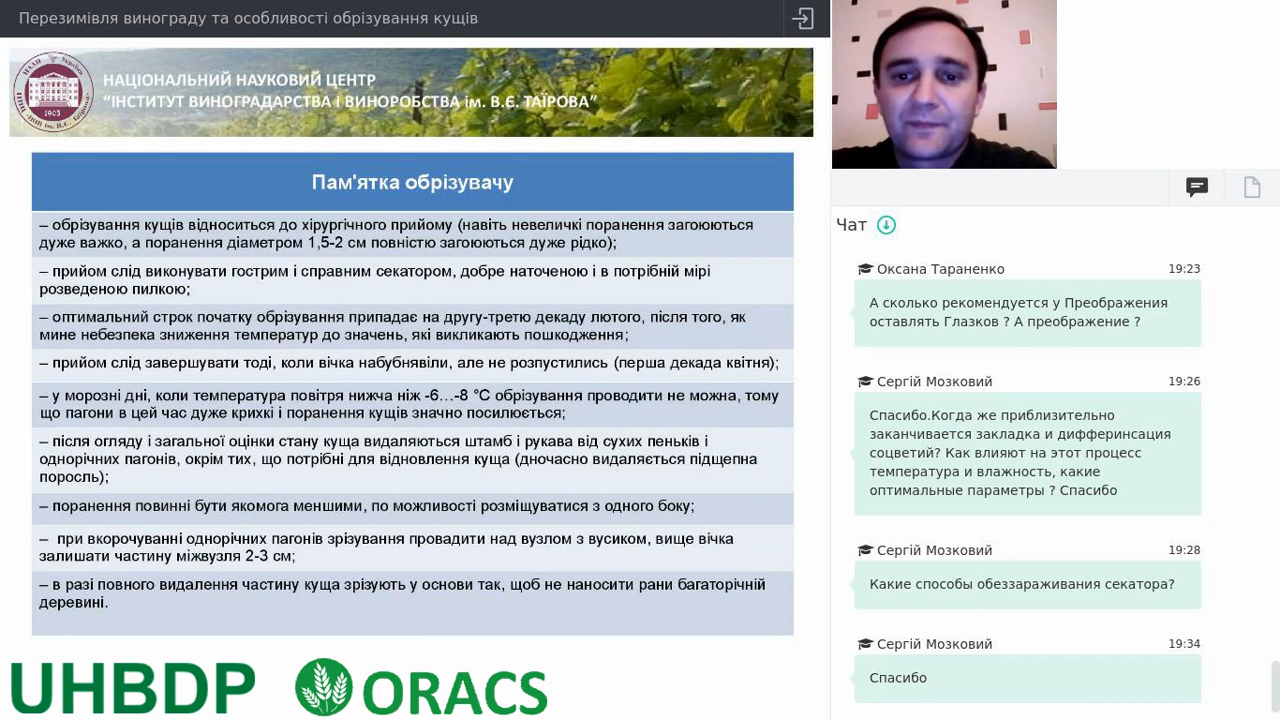 Перезимівля винограду та особливості обрізування кущів
НАЦІОНАЛЬНИЙ НАУКОВИЙ ЦЕНТР
"ІНСТИТУТ ВИНОГРАДАРСТВА і ВИНОРОБСТВА ім. В.Є. ТАЇРОВА"
1905
Пам'ятка обрізувачу
– обрізування кущів відноситься до хірургічного прийому (навіть невеличкі поранення загоюються
дуже важко, а поранення діаметром 1,5-2 см повністю загоюються дуже рідко);
– прийом слід виконувати гострим і справним секатором, добре наточеною і в потрібній мірі
розведеною пилкою;
– оптимальний строк початку обрізування припадає на другу-третю декаду лютого, після того, як
мине небезпека зниження температур до значень, які викликають пошкодження;
– прийом слід завершувати тоді, коли вічка набубнявіли, але не розпустились (перша декада квітня);
– у морозні дні, коли температура повітря нижча ніж -6...-8 °С обрізування проводити не можна, тому
що пагони в цей час дуже крихкі і поранення кущів значно посилюється;
– після огляду і загальної оцінки стану куща видаляються штамб і рукава від сухих пеньків і
однорічних пагонів, окрім тих, що потрібні для відновлення куща (дночасно видаляється підщепна
поросль);
– поранення повинні бути якомога меншими, по можливості розміщуватися з одного боку;
– при вкорочуванні однорічних пагонів зрізування провадити над вузлом з вусиком, вище вічка
залишати частину міжвузля 2-3 см;
– в разі повного видалення частину куща зрізують у основи так, щоб не наносити рани багаторічній
деревині.
UHBDP
ORACS
Чат
Оксана Тараненко 19:23
А сколько рекомендуется у Преображения
оставлять Глазков ? А преображение ?
Сергій Мозковий 19:26
Спасибо.Когда же приблизительно
заканчивается закладка и дифферинсация
соцветий? Как влияют на этот процесс
температура и влажность, какие
оптимальные параметры ? Спасибо
Сергій Мозковий 19:28
Какие способы обеззараживания секатора?
Сергій Мозковий 19:34
Спасибо